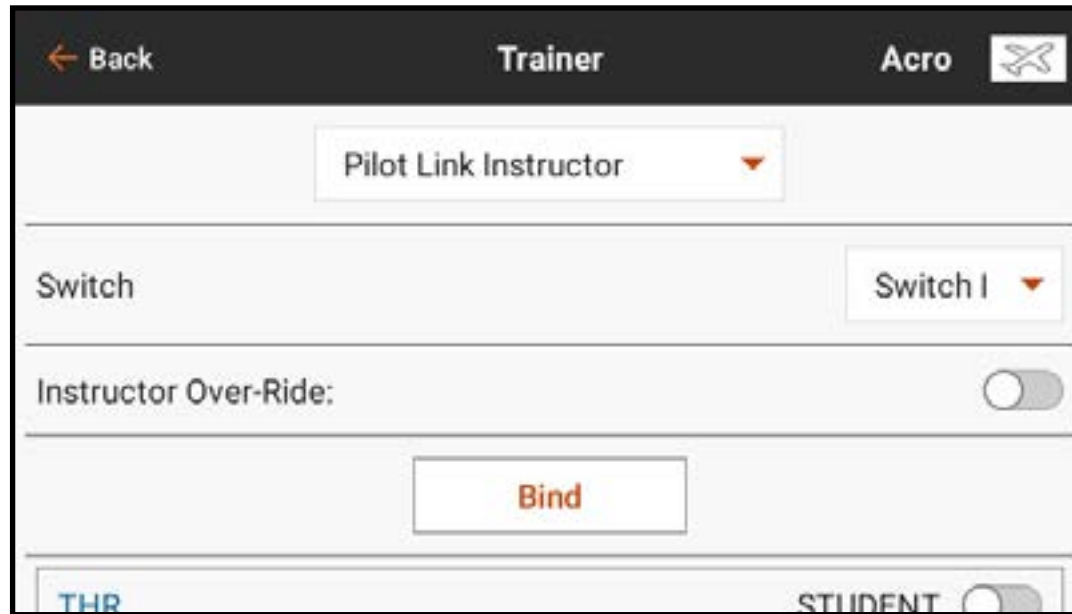 Back Trainer Acro
Pilot Link Instructor
Switch Switch I
Instructor Over-Ride:
Bind
THR STUDENT